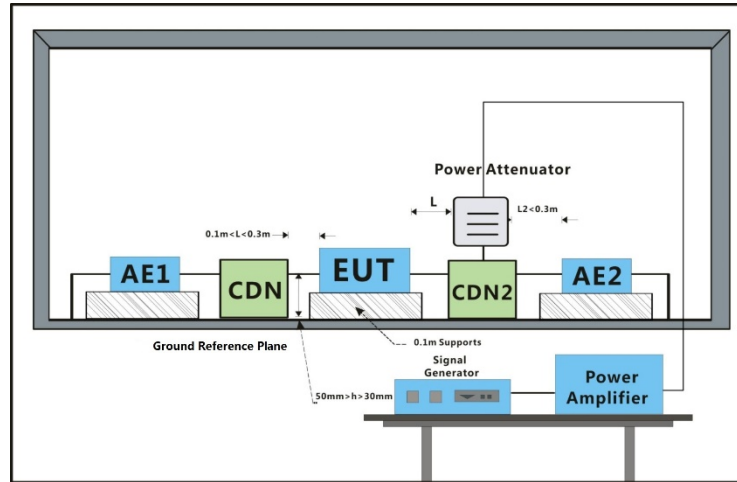 Power Attenuator
L
L2<0.3m
0.1m<L<0.3m
AE1
CDN
EUT
CDN2
AE2
Ground Reference Plane
0.1m Supports
Signal
Generator
50mm>h>30mm
Power
Amplifier